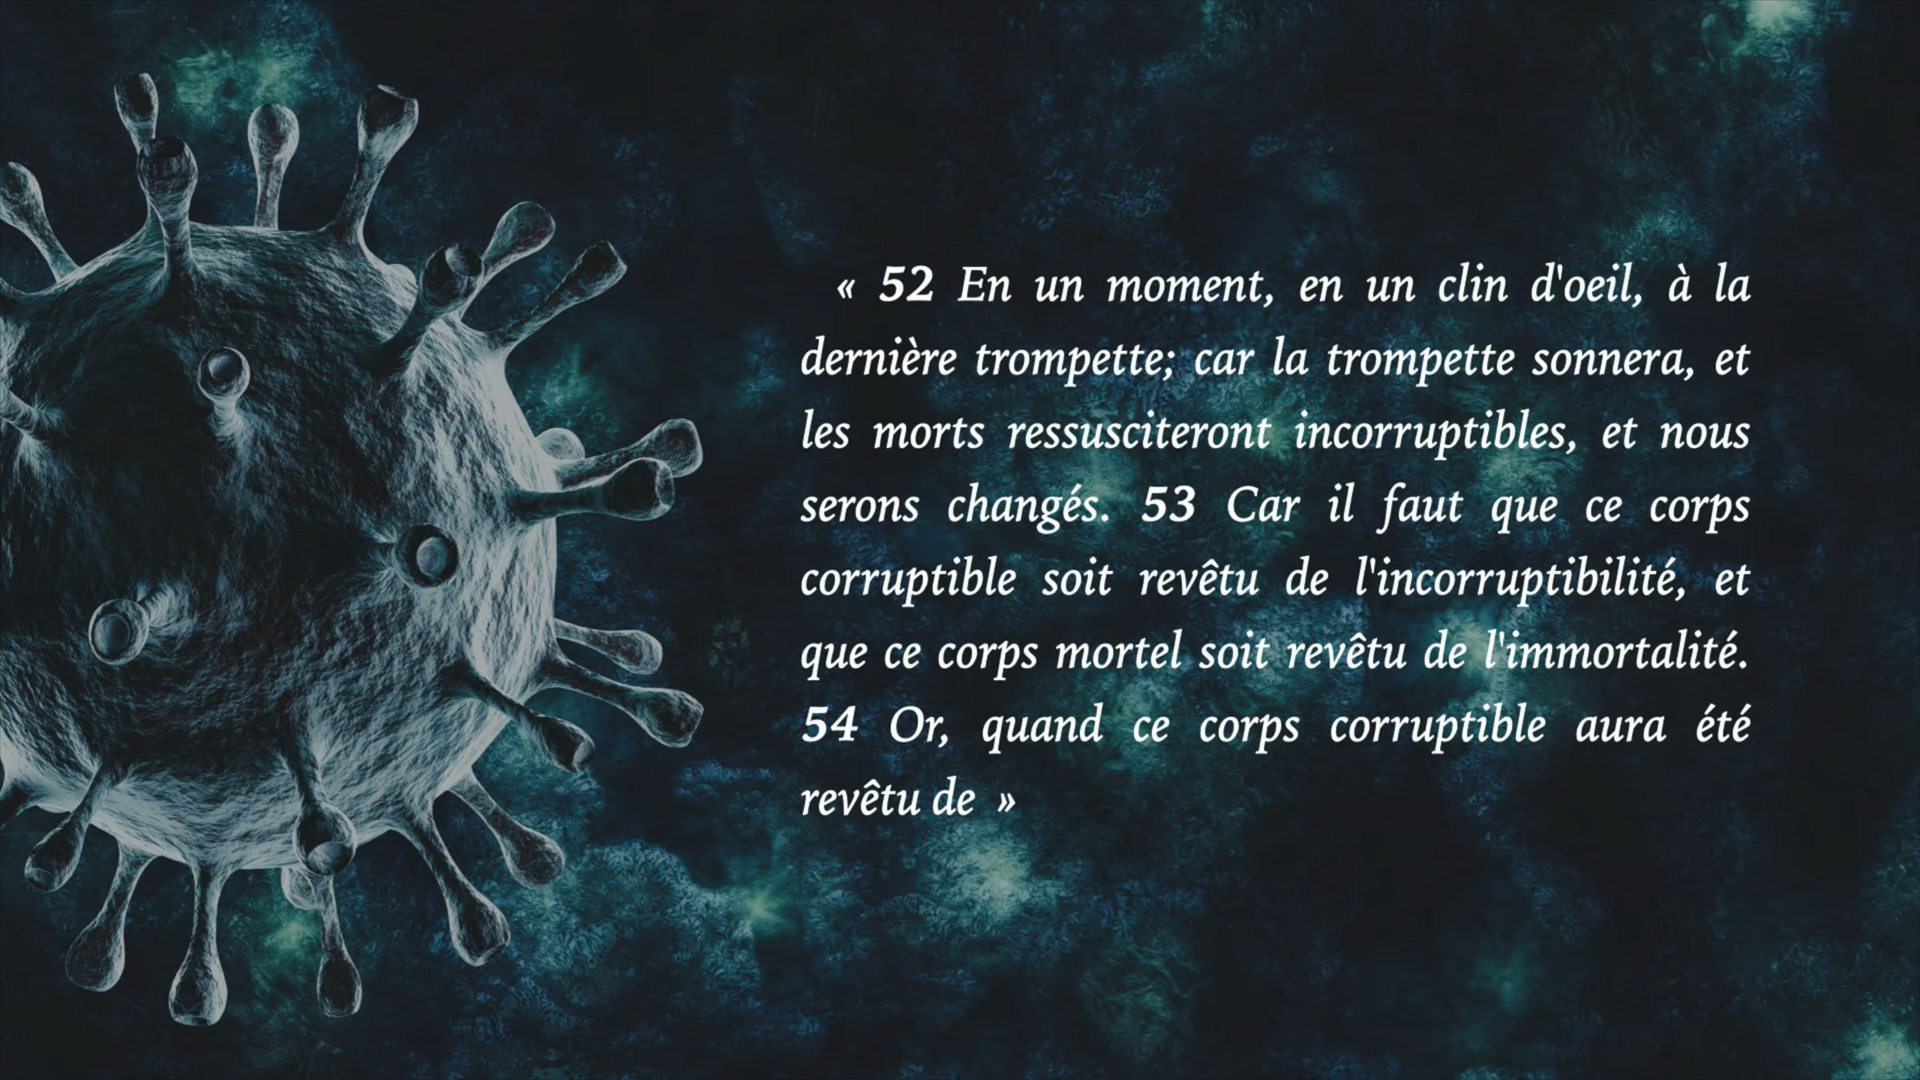 « 52 En un moment, en un clin d'oeil, à la
dernière trompette; car la trompette sonnera, et
les morts ressusciteront incorruptibles, et nous
serons changés. 53 Car il faut que ce corps
corruptible soit revêtu de l'incorruptibilité, et
que ce corps mortel soit revêtu de l'immortalité.
54 Or, quand ce corps corruptible aura été
revêtu de »